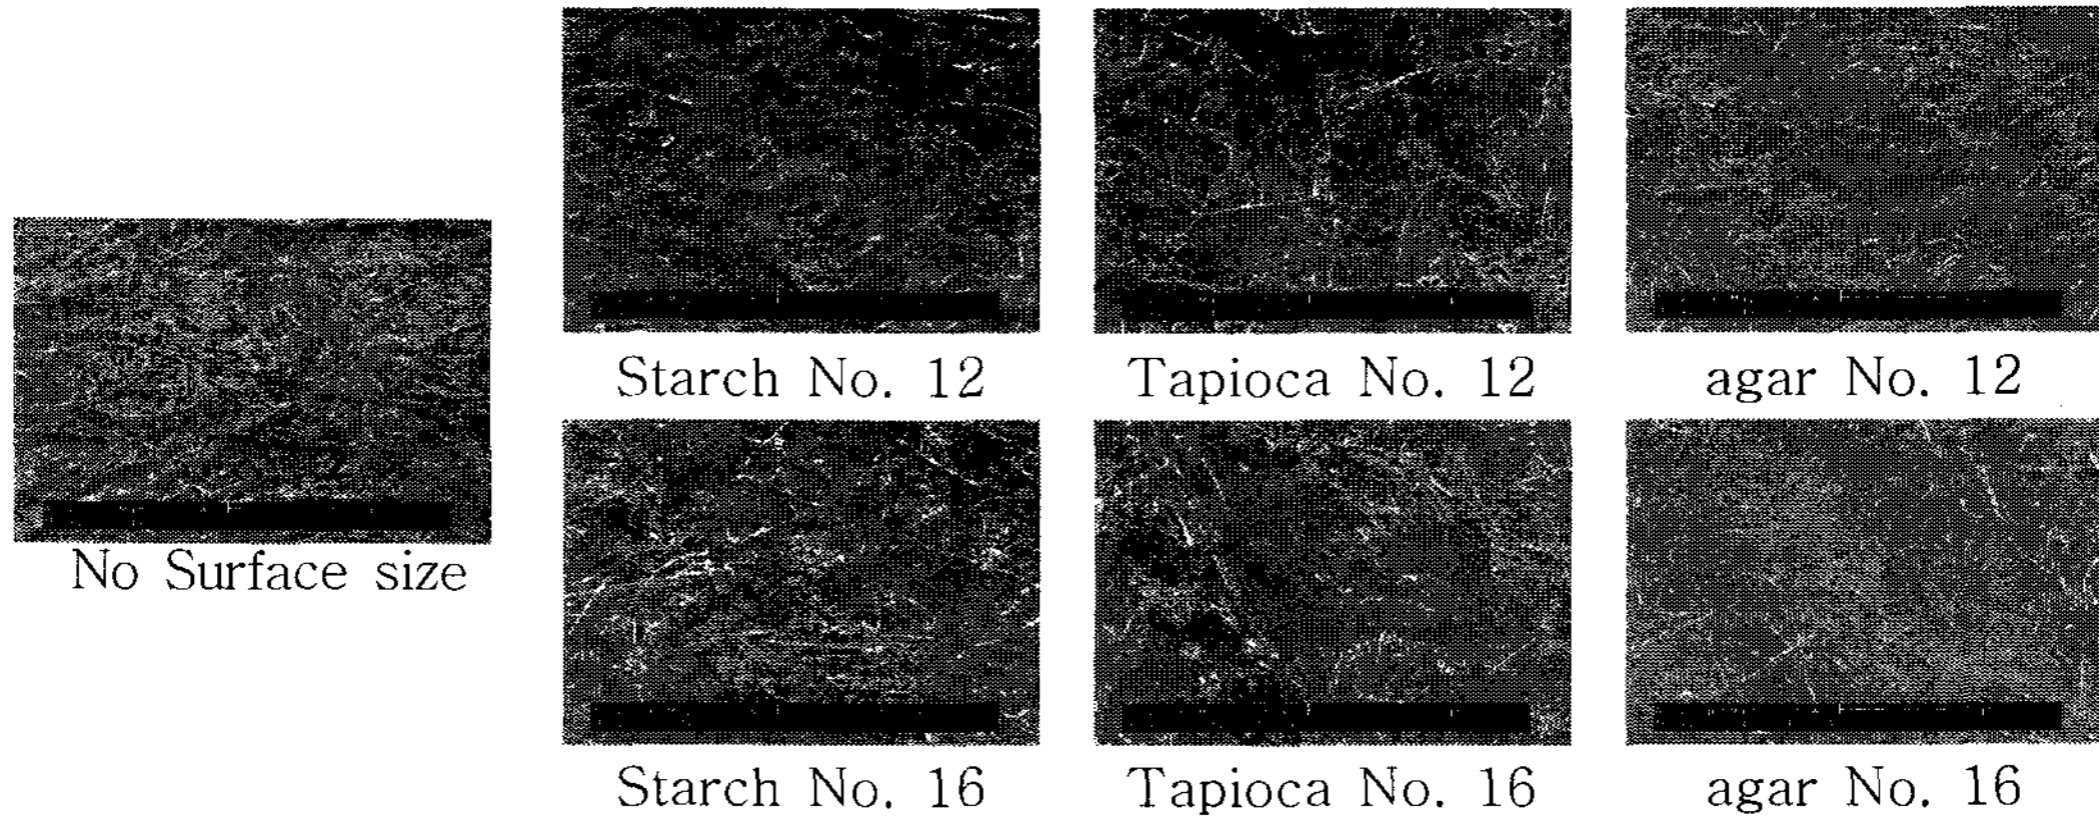 Starch No. 12
Tapioca No. 12
agar No. 12
No Surface size
Starch No. 16
Tapioca No. 16
agar No. 16